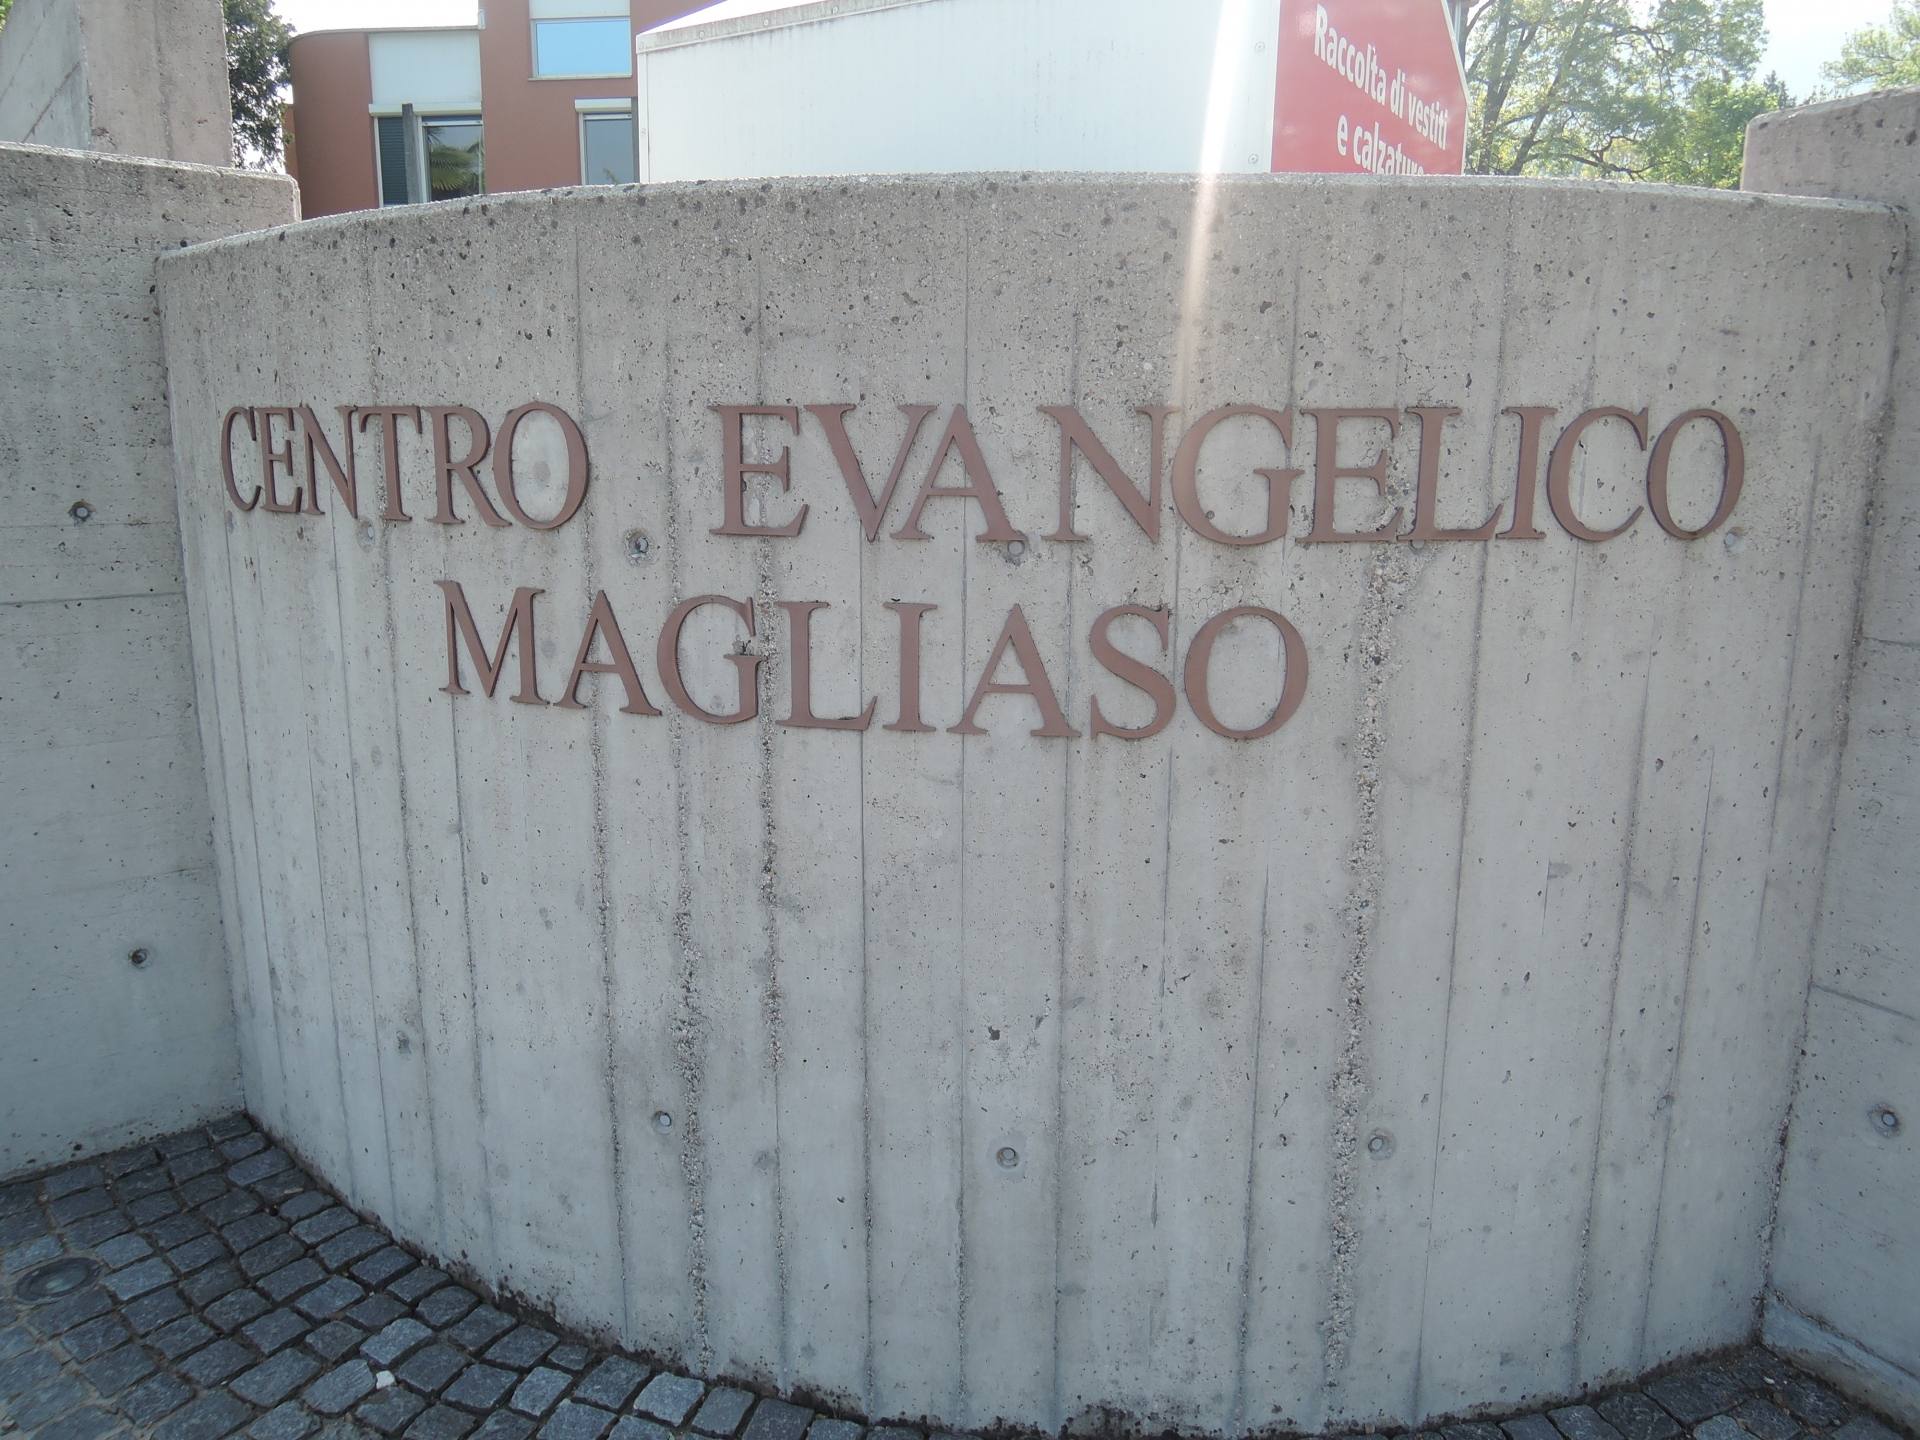 Raccolta di vestiti
e calzature
CENTRO EVANGELICO
MAGLIASO